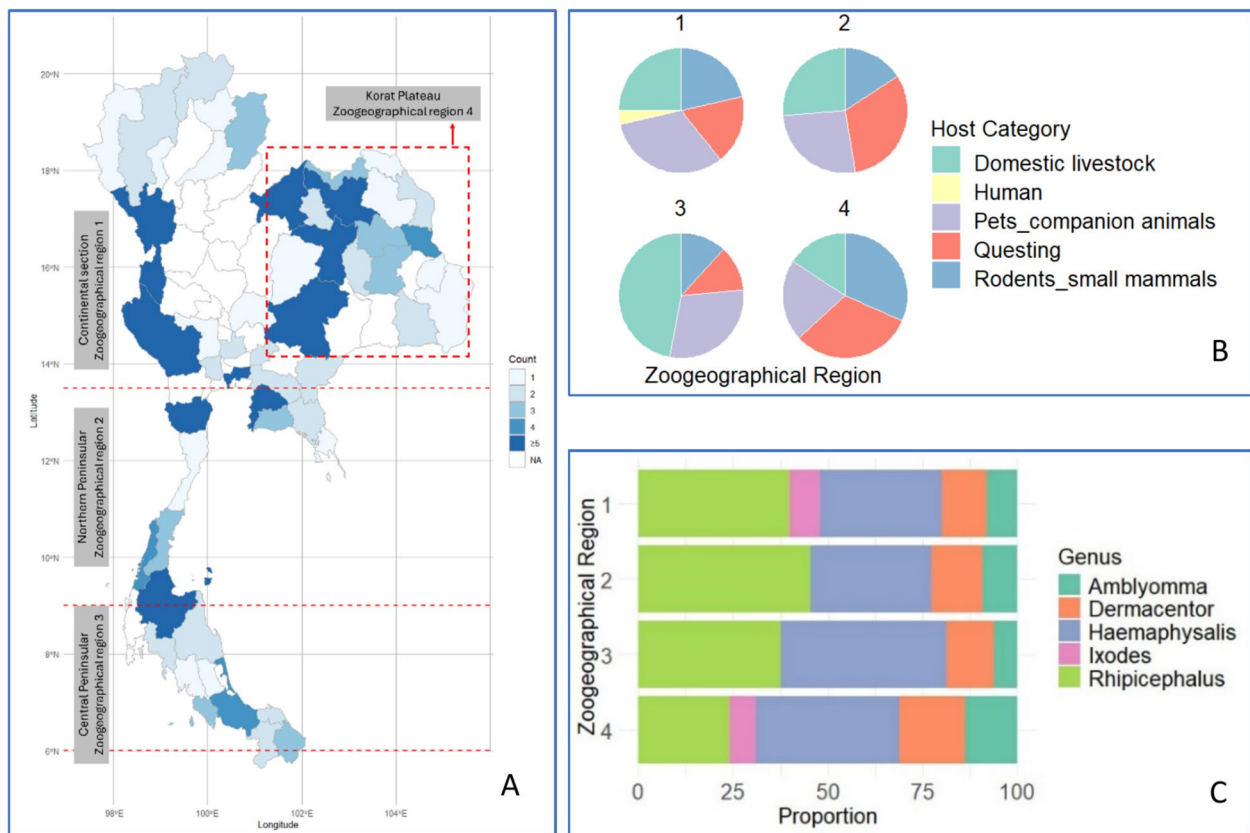 20°N
18°N
16°N
14°N
12°N
10°N
8°N
6°N
Latitude
98°E
100°E
102°E
104°E
Longitude
Korat Plateau
Zoogeographical region 4
Continental section
Zoogeographical region 1
Northern Peninsular
Zoogeographical region 2
Central Peninsular
Zoogeographical region 3
Count
1
2
3
4
≥5
NA
A
1
2
3
4
Zoogeographical Region
Host Category
Domestic livestock
Human
Pets_companion animals
Questing
Rodents_small mammals
B
Zoogeographical Region
1
2
3
4
0
25
50
75
100
Proportion
Genus
Amblyomma
Dermacentor
Haemaphysalis
Ixodes
Rhipicephalus
C